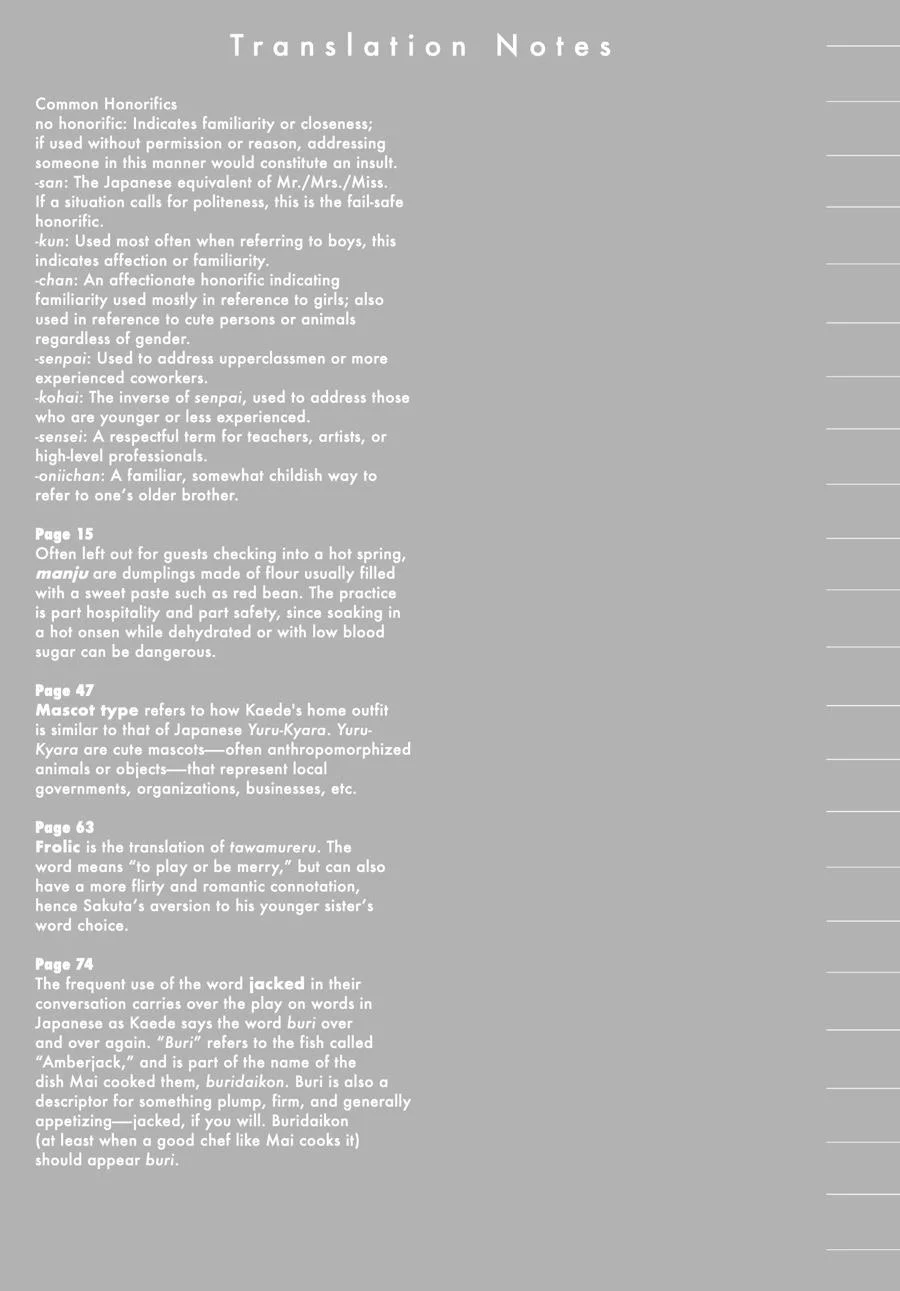 Translation Notes
Common Honorifics
no honorific: Indicates familiarity or closeness;
if used without permission or reason, addressing
someone in this manner would constitute an insult.
-san: The Japanese equivalent of Mr./Mrs./Miss.
If a situation calls for politeness, this is the fail-safe
honorific.
-kun: Used most often when referring to boys, this
indicates affection or familiarity.
-chan: An affectionate honorific indicating
familiarity used mostly in reference to girls; also
used in reference to cute persons or animals
regardless of gender.
-senpai: Used to address upperclassmen or more
experienced coworkers.
-kohai: The inverse of senpai, used to address those
who are younger or less experienced.
-sensei: A respectful term for teachers, artists, or
high-level professionals.
-oniichan: A familiar, somewhat childish way to
refer to one’s older brother.
Page 15
Often left out for guests checking into a hot spring,
manju are dumplings made of flour usually filled
with a sweet paste such as red bean. The practice
is part hospitality and part safety, since soaking in
a hot onsen while dehydrated or with low blood
sugar can be dangerous.
Page 47
Mascot type refers to how Kaede's home outfit
is similar to that of Japanese Yuru-Kyara. Yuru-
Kyara are cute mascots—often anthropomorphized
animals or objects—that represent local
governments, organizations, businesses, etc.
Page 63
Frolic is the translation of tawamureru. The
word means “to play or be merry,” but can also
have a more flirty and romantic connotation,
hence Sakuta’s aversion to his younger sister’s
word choice.
Page 74
The frequent use of the word jacked in their
conversation carries over the play on words in
Japanese as Kaede says the word buri over
and over again. “Buri” refers to the fish called
“Amberjack,” and is part of the name of the
dish Mai cooked them, buridaikon. Buri is also a
descriptor for something plump, firm, and generally
appetizing—jacked, if you will. Buridaikon
(at least when a good chef like Mai cooks it)
should appear buri.